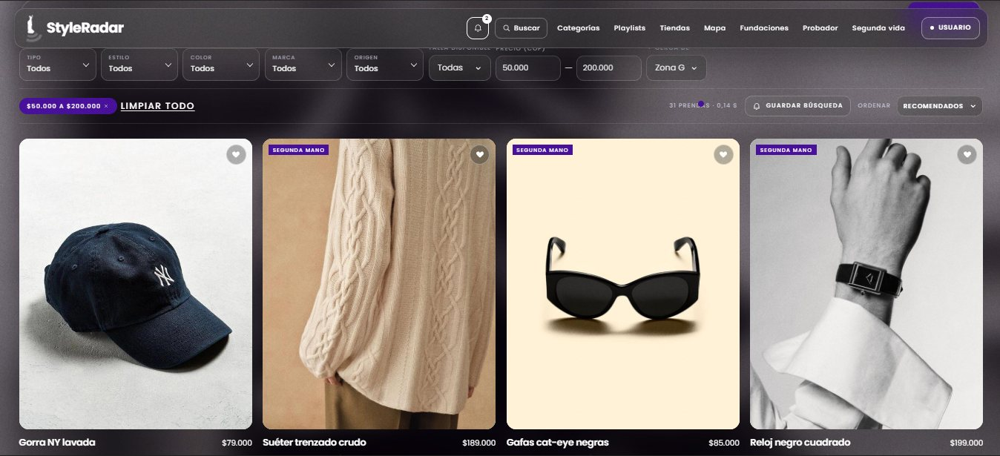 StyleRadar
2
Buscar
Categorías
Playlists
Tiendas
Mapa
Fundaciones
Probador
Segunda vida
USUARIO
TALLA DISPONIBLE
PRECIO (COP)
CERCA DE
TIPO
Todos
ESTILO
Todos
COLOR
Todos
MARCA
Todos
ORIGEN
Todos
Todas
50.000
—
200.000
Zona G
$50.000 A $200.000 ×
LIMPIAR TODO
31 PRENDAS · 0,14 S
GUARDAR BÚSQUEDA
ORDENAR
RECOMENDADOS
SEGUNDA MANO
SEGUNDA MANO
SEGUNDA MANO
NY
Gorra NY lavada
$79.000
Suéter trenzado crudo
$189.000
Gafas cat-eye negras
$85.000
Reloj negro cuadrado
$199.000